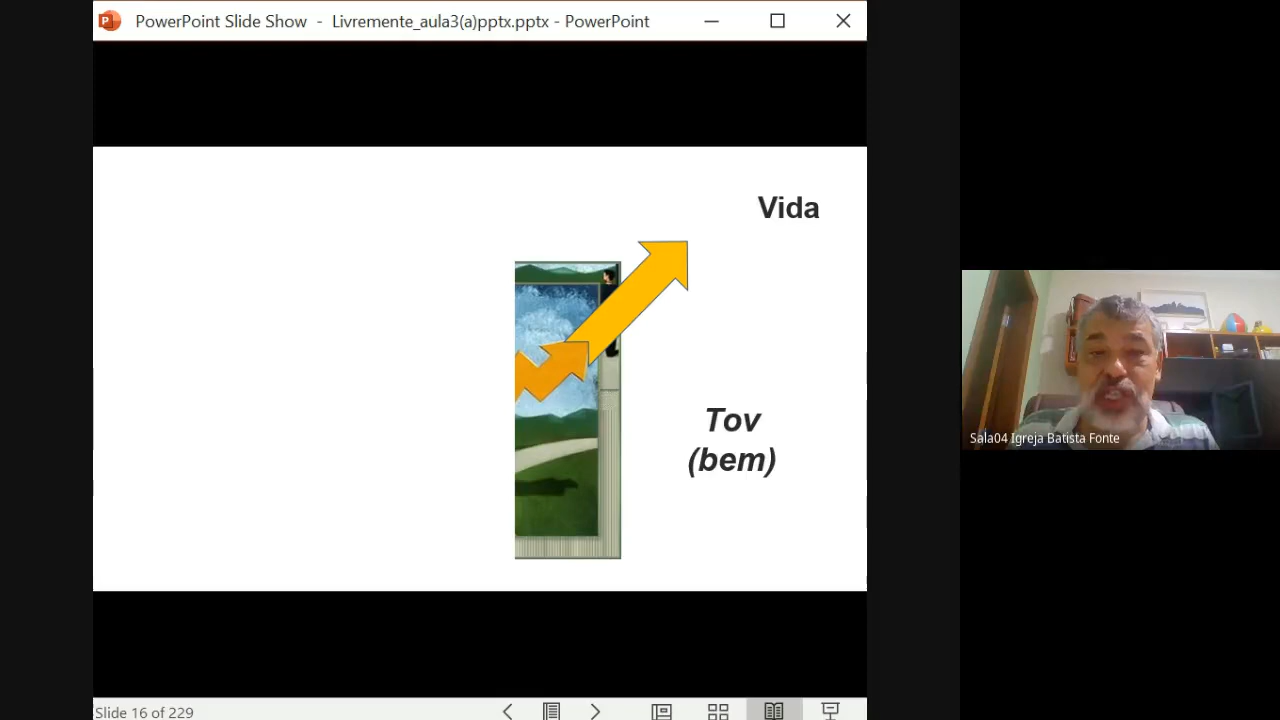 PowerPoint Slide Show - Livremente_aula3(a)pptx.pptx - PowerPoint
Vida
Tov
(bem)
Sala04 Igreja Batista Fonte
Slide 16 of 229